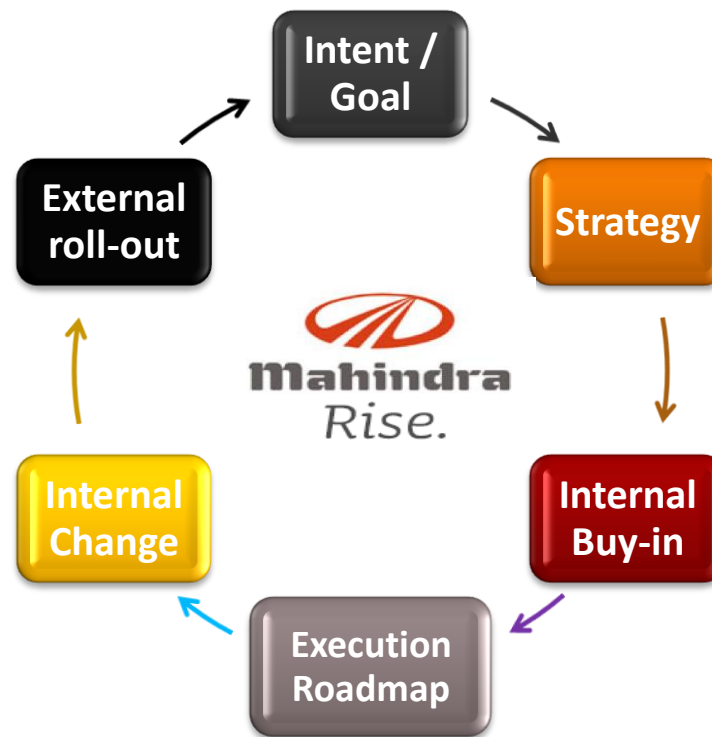 Intent /
Goal
Strategy
Internal
Buy-in
Execution
Roadmap
Internal
Change
External
roll-out
Mahindra
Rise.